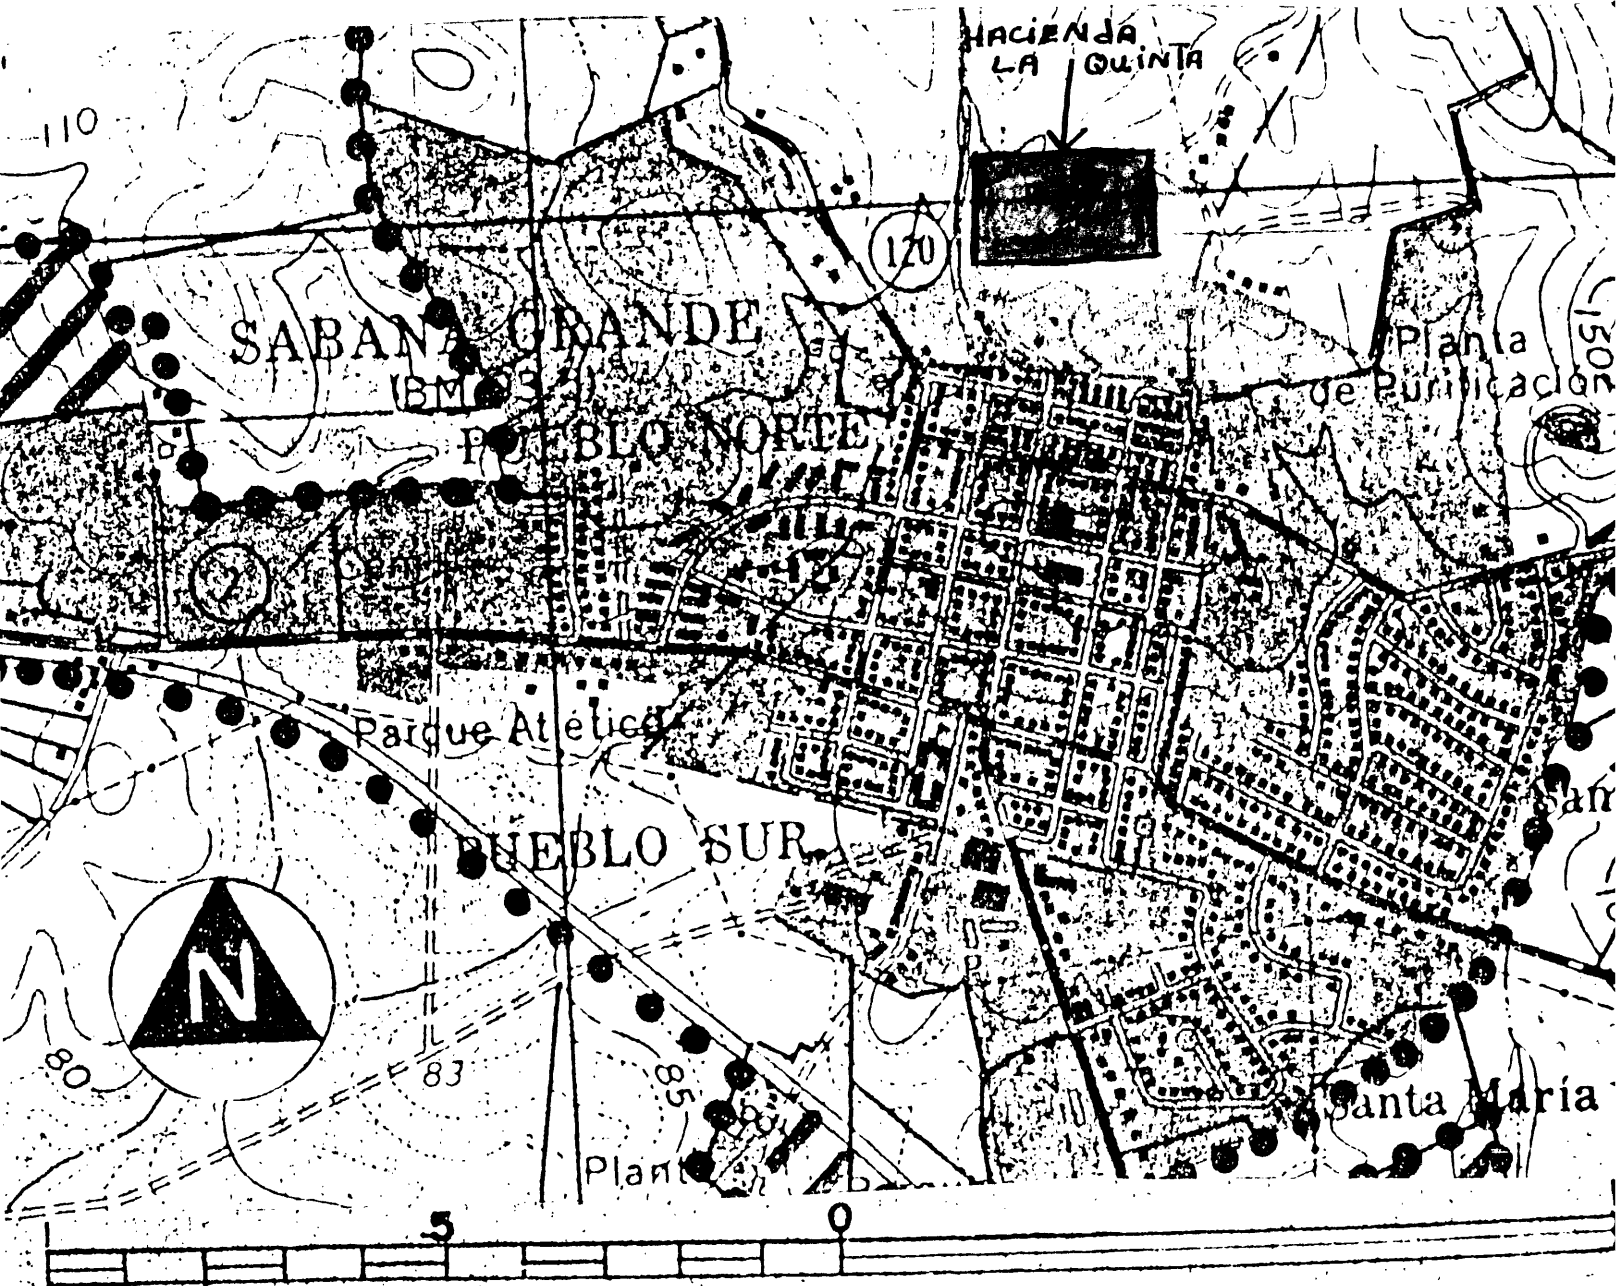 HACIENDA
LA QUINTA
110
120
SABANA GRANDE
Planta
de Purificación
150
PUEBLO NORTE
2
Parque Atlético
PUEBLO SUR
N
80
83
85
Santa María
Plant
5
0